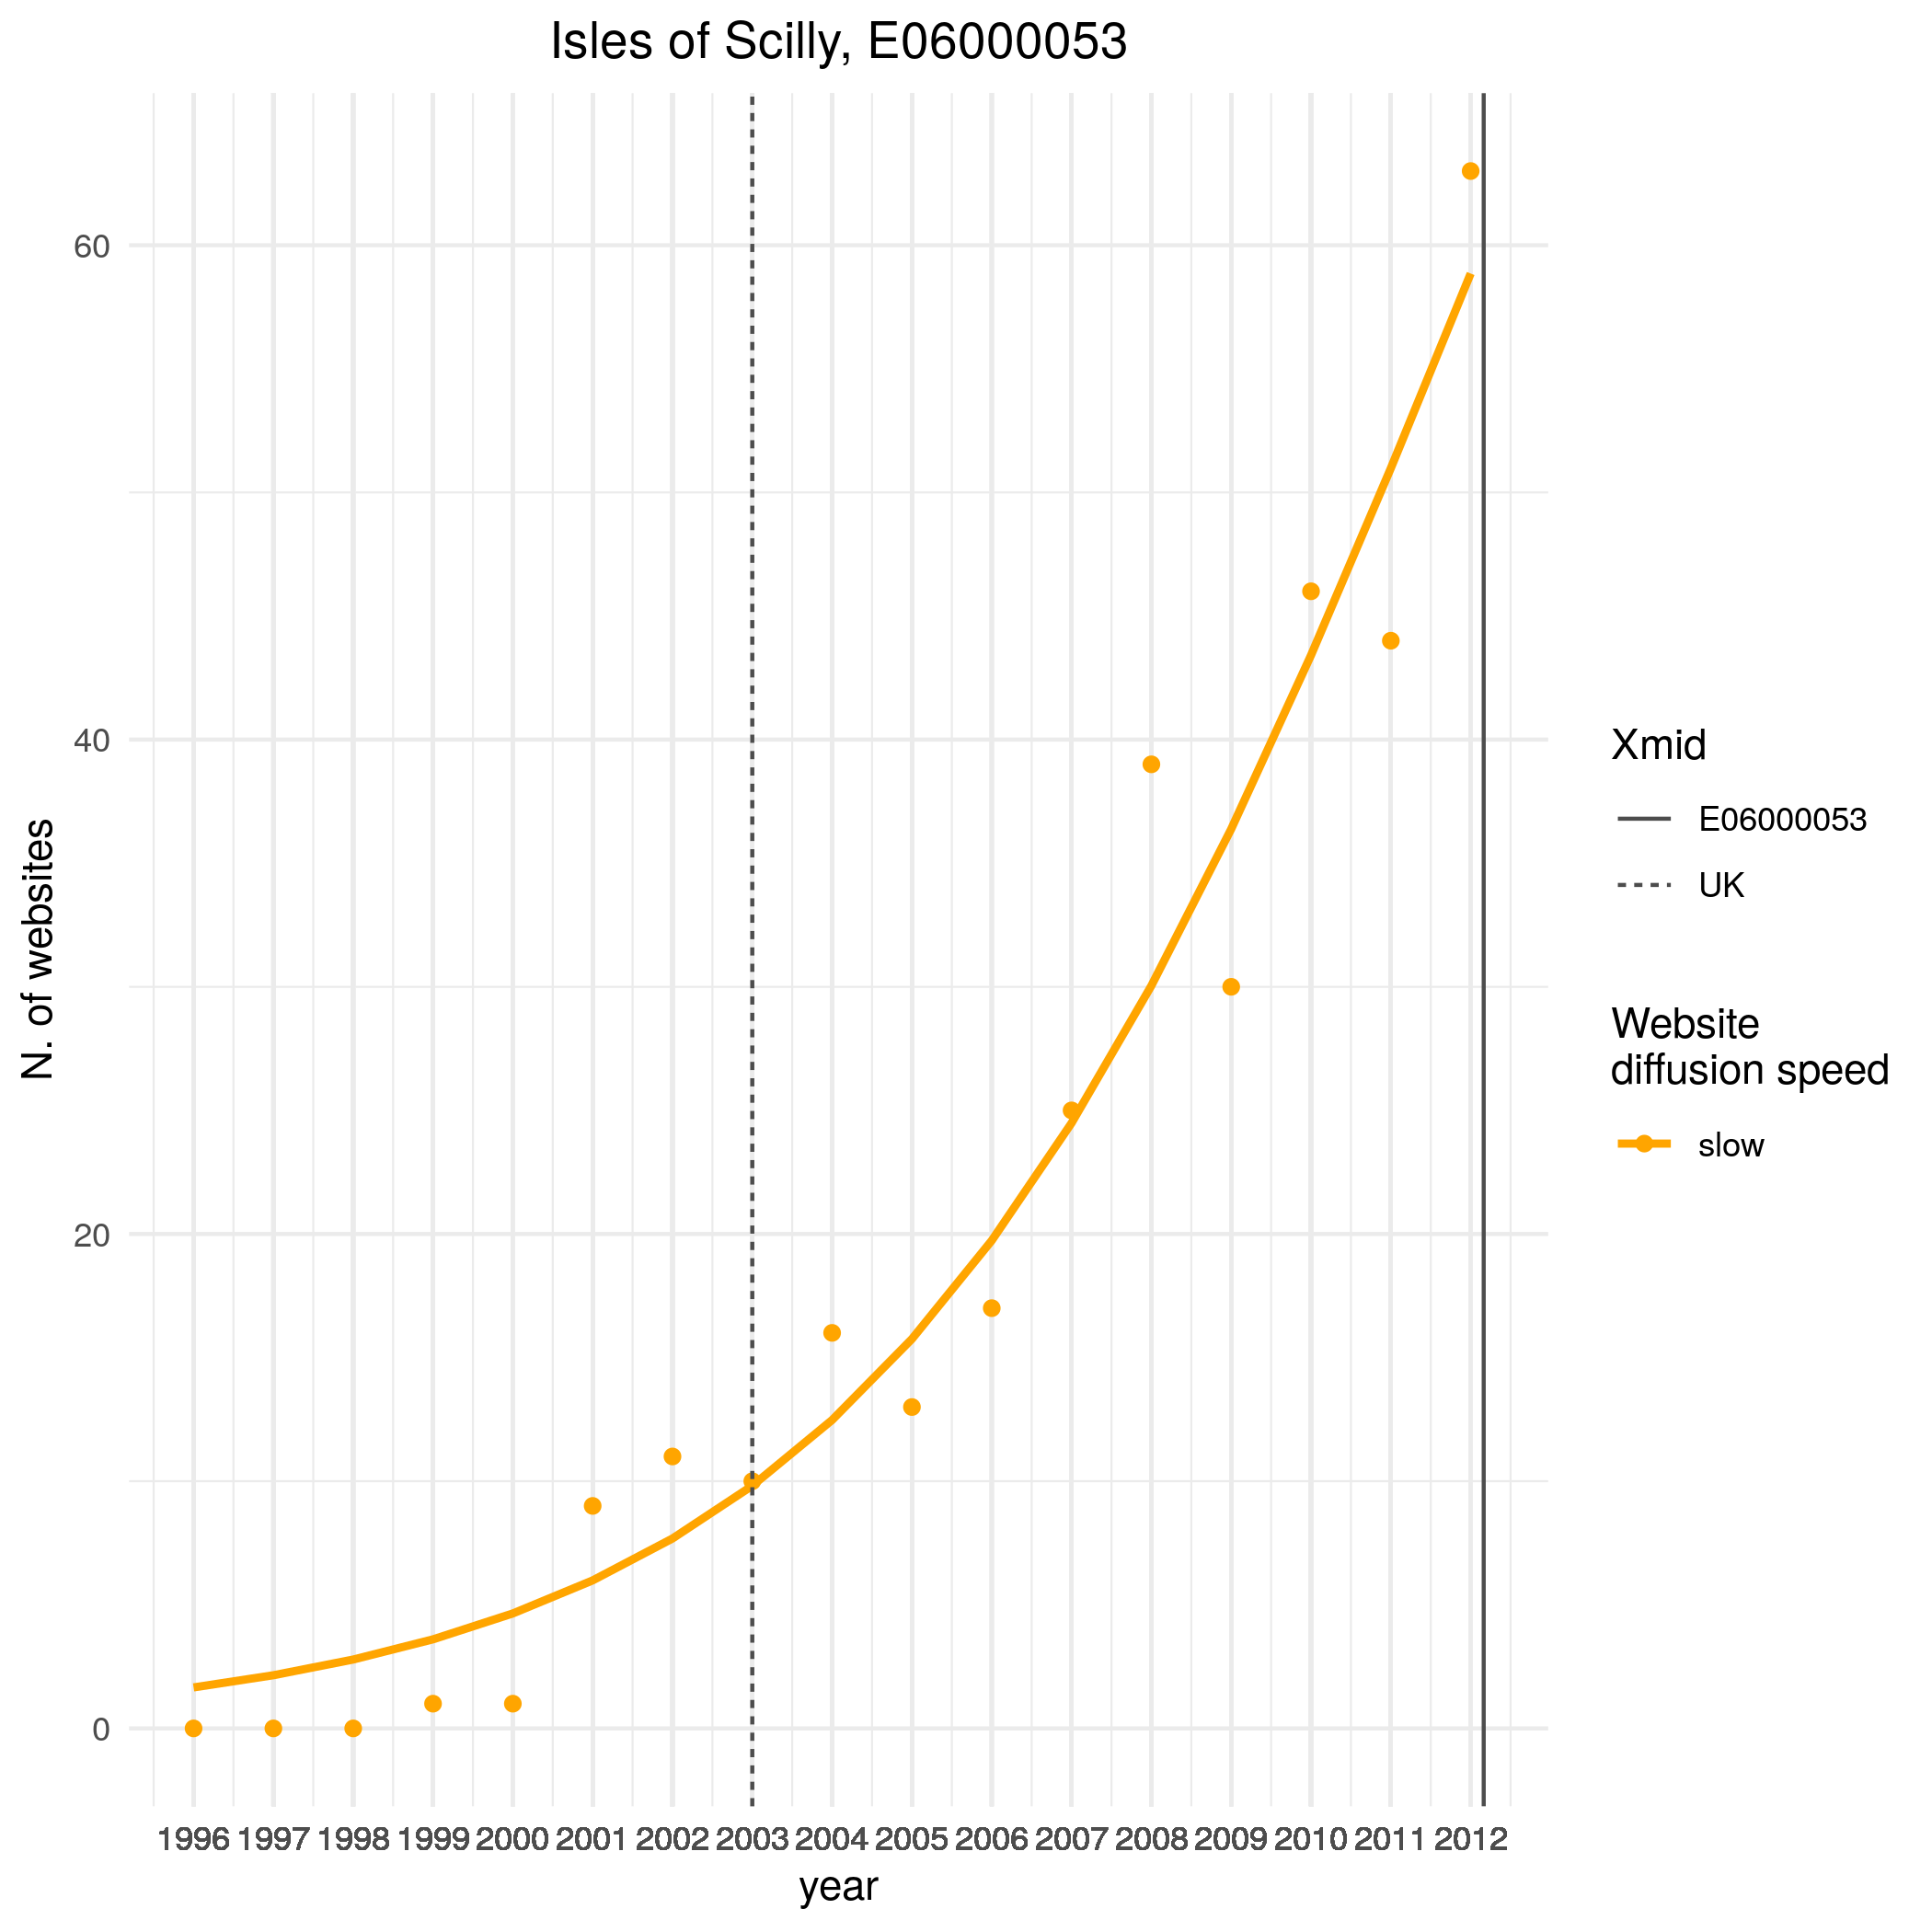 Isles of Scilly, E06000053
60
40
20
0
N. of websites
1996 1997 1998 1999 2000 2001 2002 2003 2004 2005 2006 2007 2008 2009 2010 2011 2012
year
Xmid
E06000053
UK
Website
diffusion speed
slow